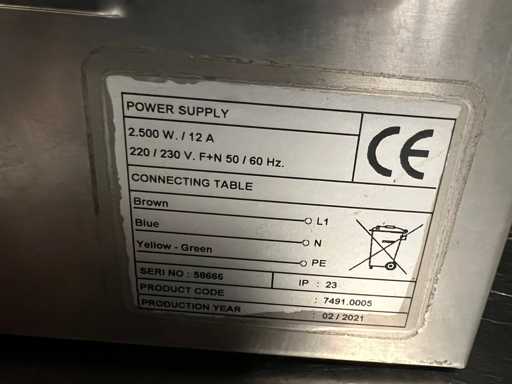 POWER SUPPLY
2.500 W. / 12 A
220 / 230 V. F+N 50 / 60 Hz.
CE
CONNECTING TABLE
Brown L1
Blue N
Yellow - Green PE
SERI NO : 58666 IP : 23
PRODUCT CODE : 7491.0005
PRODUCTION YEAR : 02 / 2021